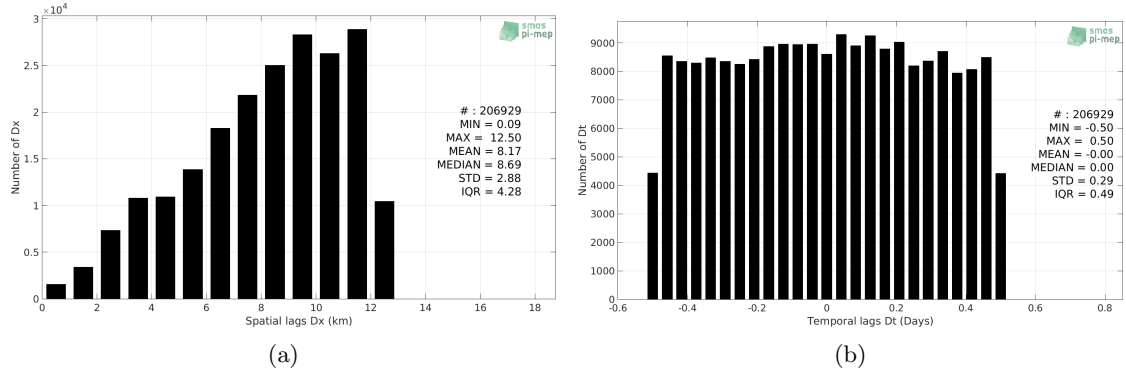 ×10⁴
3
2.5
2
1.5
1
0.5
0
Number of Dx
smos
pi-mep
# : 206929
MIN = 0.09
MAX = 12.50
MEAN = 8.17
MEDIAN = 8.69
STD = 2.88
IQR = 4.28
0 2 4 6 8 10 12 14 16 18
Spatial lags Dx (km)
(a)
9000
8000
7000
6000
5000
4000
3000
2000
1000
0
Number of Dt
smos
pi-mep
# : 206929
MIN = -0.50
MAX = 0.50
MEAN = -0.00
MEDIAN = 0.00
STD = 0.29
IQR = 0.49
-0.6 -0.4 -0.2 0 0.2 0.4 0.6 0.8
Temporal lags Dt (Days)
(b)